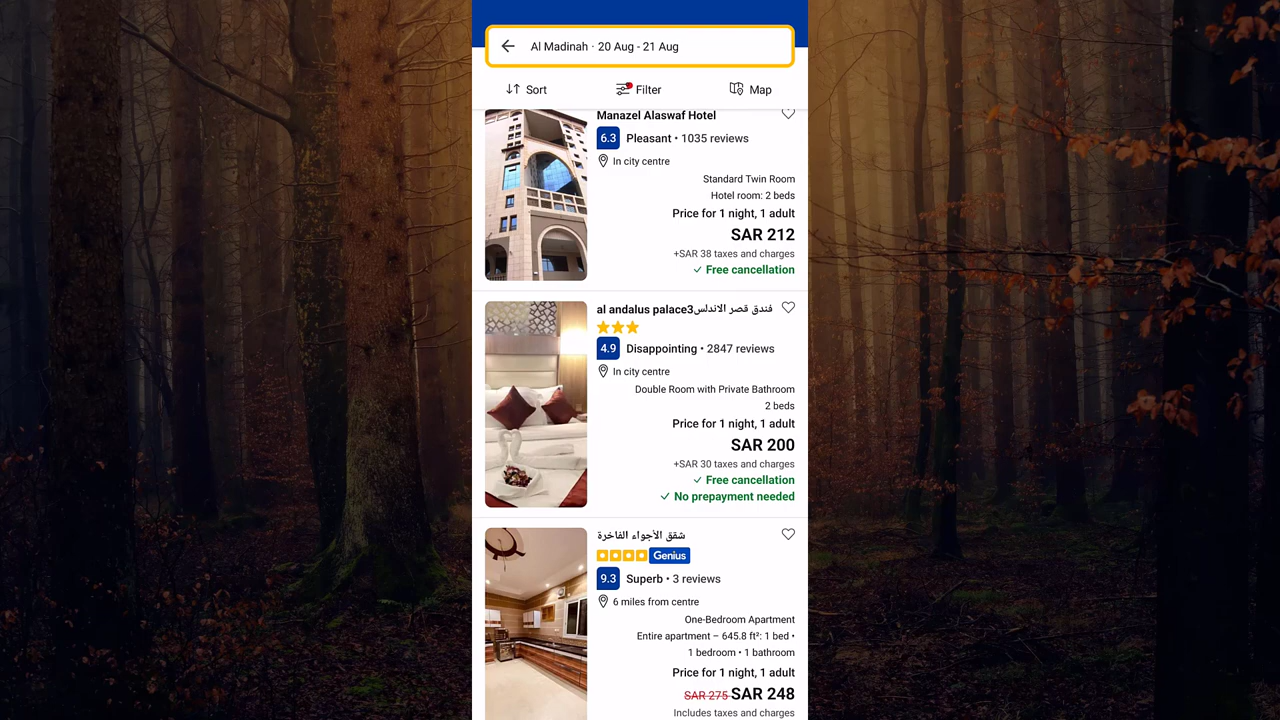 Al Madinah · 20 Aug - 21 Aug
Sort
Filter
Map
Manazel Alaswaf Hotel
6.3 Pleasant • 1035 reviews
In city centre
Standard Twin Room
Hotel room: 2 beds
Price for 1 night, 1 adult
SAR 212
+SAR 38 taxes and charges
Free cancellation
al andalus palace3فندق قصر الاندلس
4.9 Disappointing • 2847 reviews
In city centre
Double Room with Private Bathroom
2 beds
Price for 1 night, 1 adult
SAR 200
+SAR 30 taxes and charges
Free cancellation
No prepayment needed
شقق الأجواء الفاخرة
Genius
9.3 Superb • 3 reviews
6 miles from centre
One-Bedroom Apartment
Entire apartment – 645.8 ft²: 1 bed •
1 bedroom • 1 bathroom
Price for 1 night, 1 adult
SAR 275 SAR 248
Includes taxes and charges